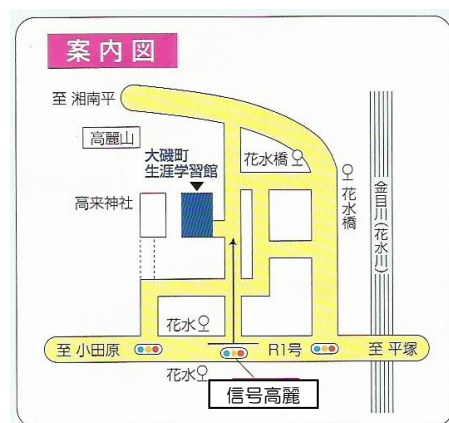 案内図
至 湘南平
高麗山
大磯町
生涯学習館
花水橋
花水橋
高来神社
金目川(花水川)
花水
至 小田原
R1号
至 平塚
花水
信号高麗